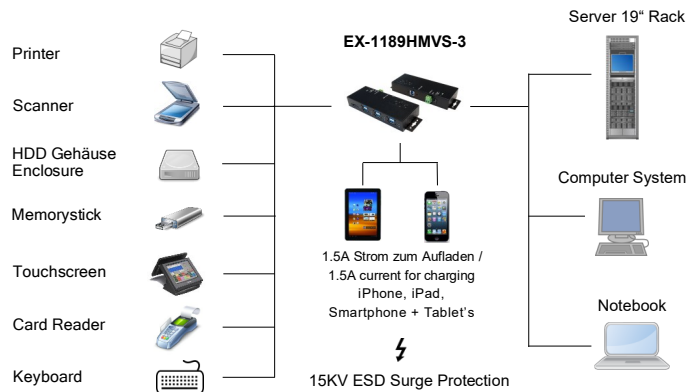 Printer
Scanner
HDD Gehäuse
Enclosure
Memorystick
Touchscreen
Card Reader
Keyboard
EX-1189HMVS-3
1.5A Strom zum Aufladen /
1.5A current for charging
iPhone, iPad,
Smartphone + Tablet's
15KV ESD Surge Protection
Server 19“ Rack
Computer System
Notebook